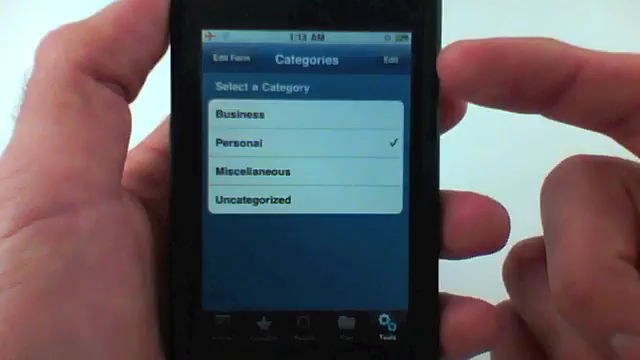 1:13 AM
Edit Form Categories Edit
Select a Category
Business
Personal
Miscellaneous
Uncategorized
Tools